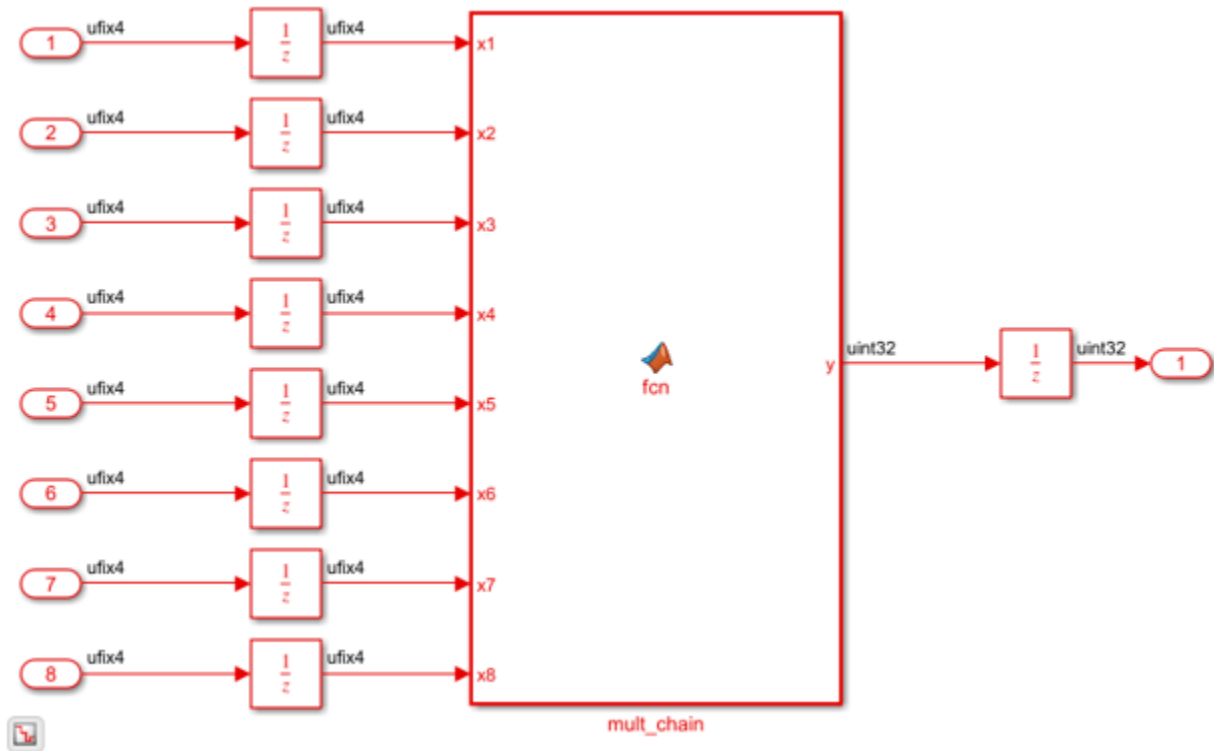 1 ufix4 1/z ufix4 x1
2 ufix4 1/z ufix4 x2
3 ufix4 1/z ufix4 x3
4 ufix4 1/z ufix4 x4
fcn y uint32 1/z uint32 1
5 ufix4 1/z ufix4 x5
6 ufix4 1/z ufix4 x6
7 ufix4 1/z ufix4 x7
8 ufix4 1/z ufix4 x8
mult_chain